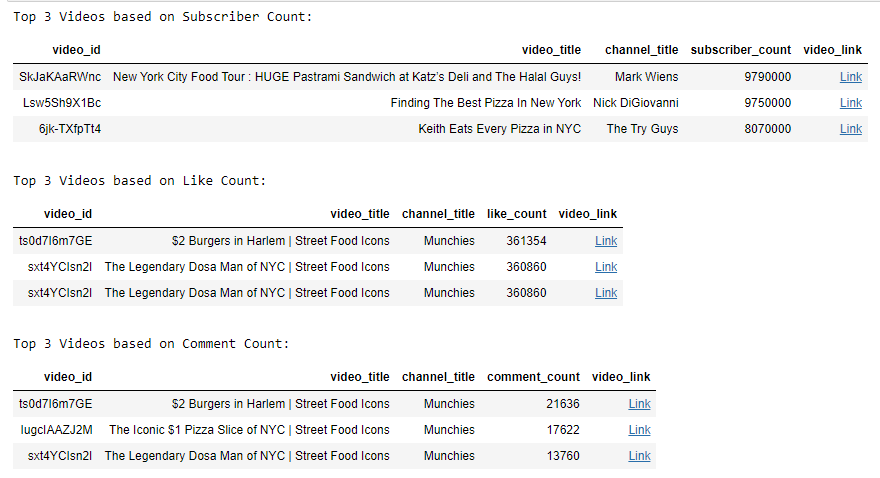 Top 3 Videos based on Subscriber Count:
video_id video_title channel_title subscriber_count video_link
SkJaKAaRWnc New York City Food Tour : HUGE Pastrami Sandwich at Katz’s Deli and The Halal Guys! Mark Wiens 9790000 Link
Lsw5Sh9X1Bc Finding The Best Pizza In New York Nick DiGiovanni 9750000 Link
6jk-TXfpTt4 Keith Eats Every Pizza in NYC The Try Guys 8070000 Link
Top 3 Videos based on Like Count:
video_id video_title channel_title like_count video_link
ts0d7I6m7GE $2 Burgers in Harlem | Street Food Icons Munchies 361354 Link
sxt4YCIsn2I The Legendary Dosa Man of NYC | Street Food Icons Munchies 360860 Link
sxt4YCIsn2I The Legendary Dosa Man of NYC | Street Food Icons Munchies 360860 Link
Top 3 Videos based on Comment Count:
video_id video_title channel_title comment_count video_link
ts0d7I6m7GE $2 Burgers in Harlem | Street Food Icons Munchies 21636 Link
IugcIAAZJ2M The Iconic $1 Pizza Slice of NYC | Street Food Icons Munchies 17622 Link
sxt4YCIsn2I The Legendary Dosa Man of NYC | Street Food Icons Munchies 13760 Link